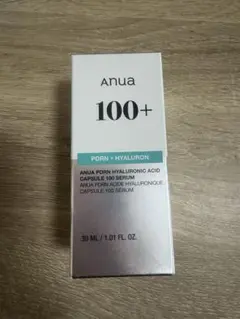 Anua
100+
PDRN + HYALURON
ANUA PDRN HYALURONIC ACID
CAPSULE 100 SERUM
ANUA PDRN ACIDE HYALURONIQUE
CAPSULE 100 SÉRUM
30 ML / 1.01 FL. OZ.